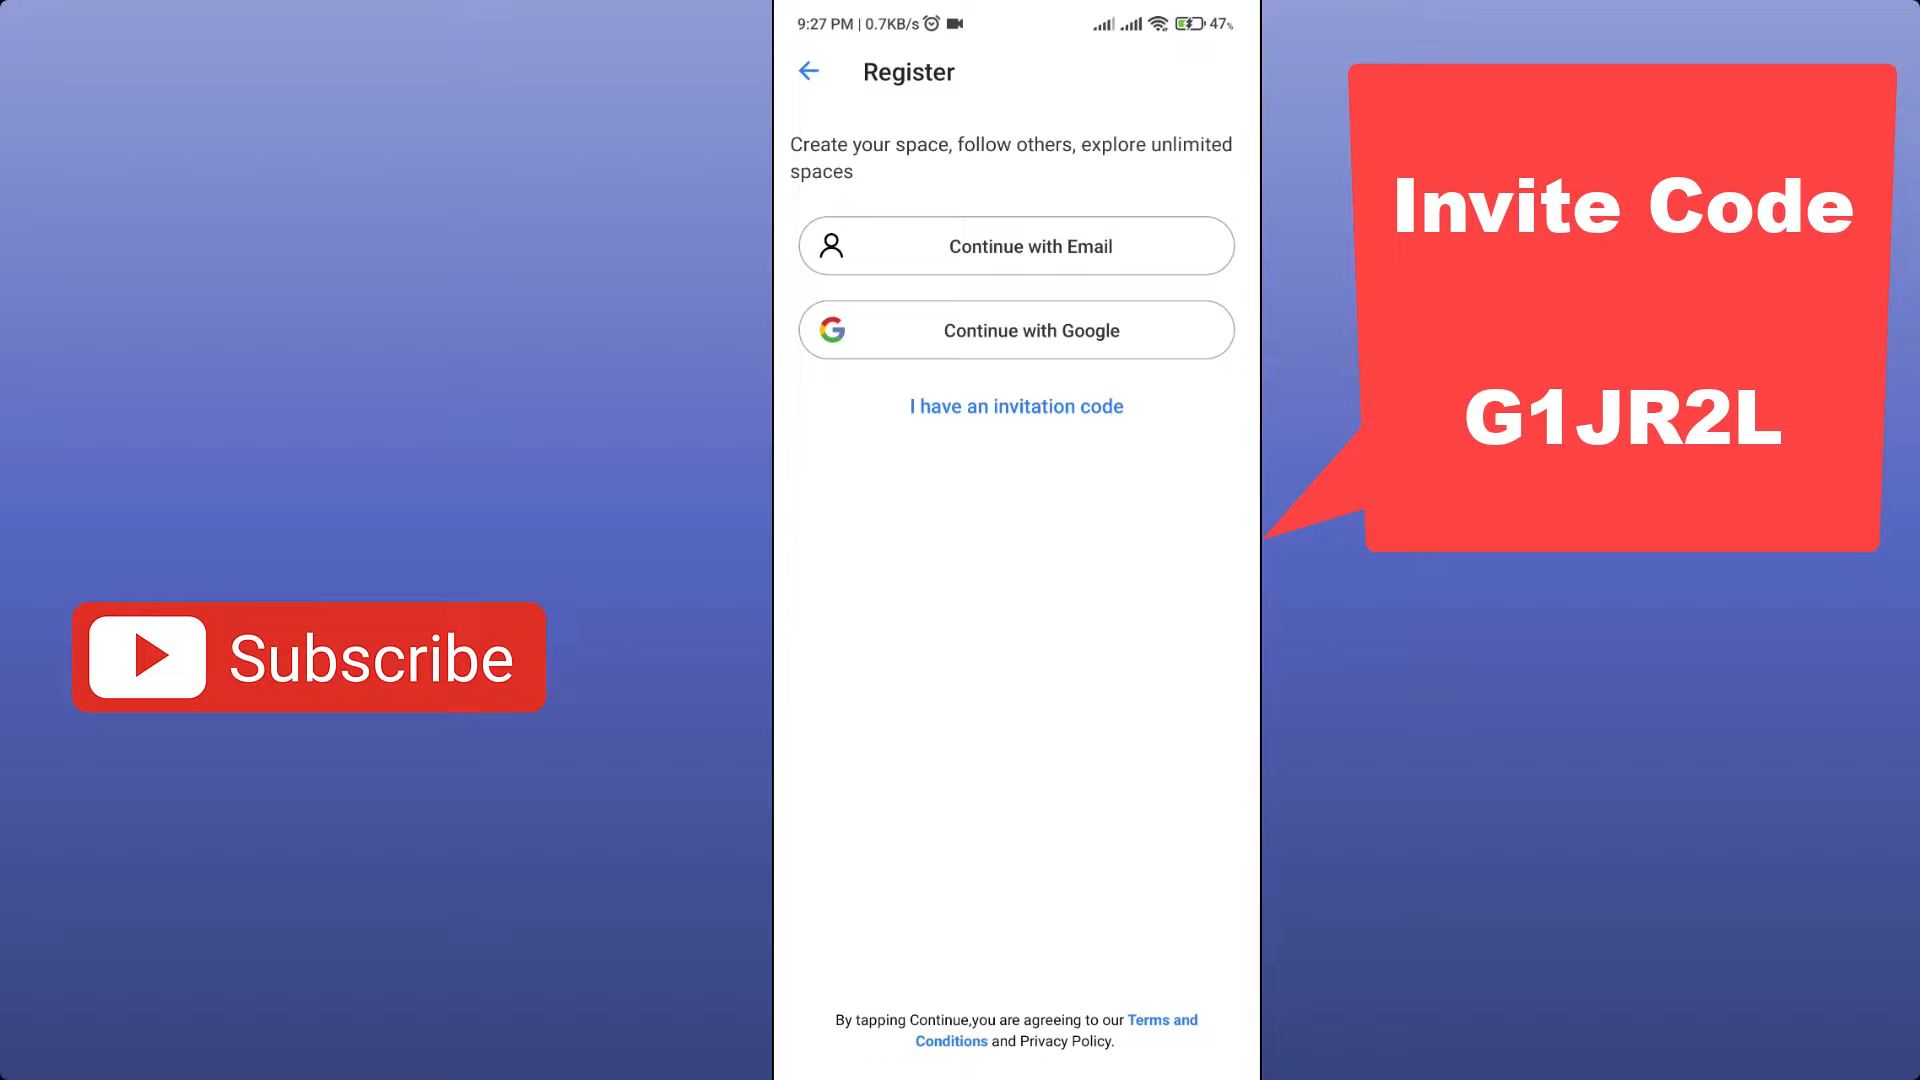 9:27 PM | 0.7KB/s
47%
Register
Create your space, follow others, explore unlimited
spaces
Continue with Email
Continue with Google
I have an invitation code
By tapping Continue,you are agreeing to our Terms and
Conditions and Privacy Policy.
Subscribe
Invite Code
G1JR2L